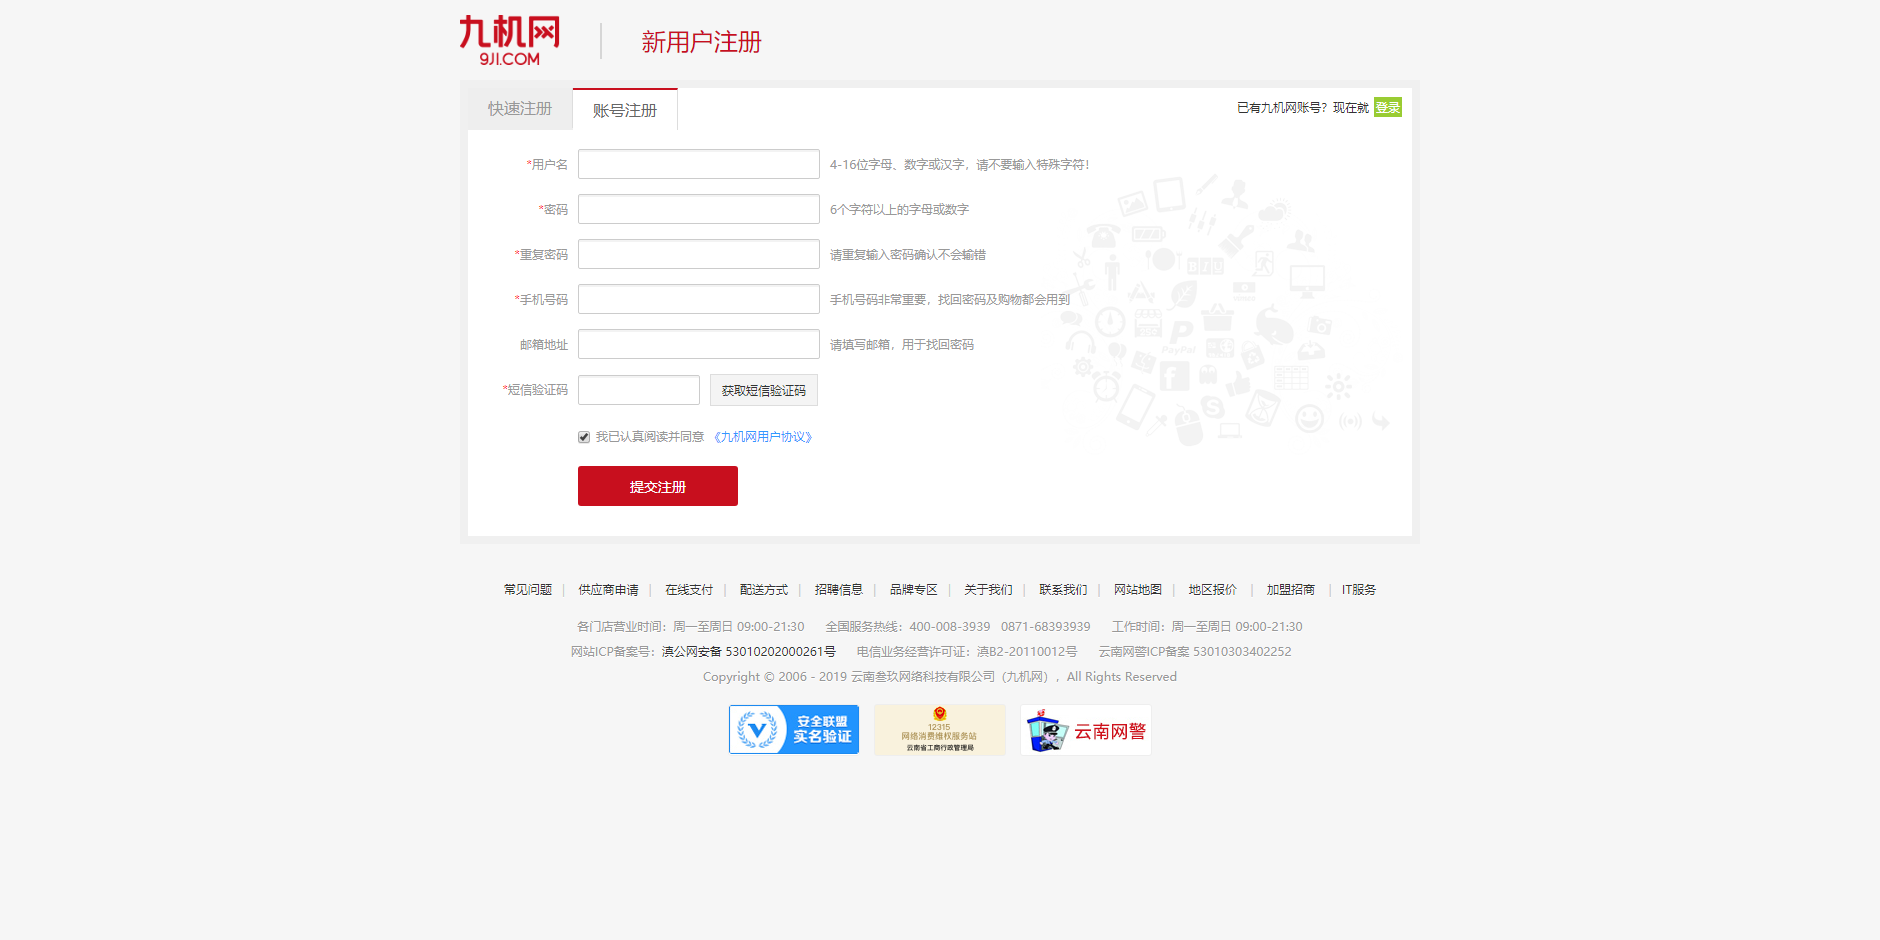 九机网
9JI.COM
新用户注册
快速注册
账号注册
已有九机网账号？现在就 登录
*用户名
4-16位字母、数字或汉字，请不要输入特殊字符！
*密码
6个字符以上的字母或数字
*重复密码
请重复输入密码确认不会输错
*手机号码
手机号码非常重要，找回密码及购物都会用到
邮箱地址
请填写邮箱，用于找回密码
*短信验证码
获取短信验证码
我已认真阅读并同意 《九机网用户协议》
提交注册
PayPal
常见问题 | 供应商申请 | 在线支付 | 配送方式 | 招聘信息 | 品牌专区 | 关于我们 | 联系我们 | 网站地图 | 地区报价 | 加盟招商 | IT服务
各门店营业时间：周一至周日 09:00-21:30 全国服务热线：400-008-3939 0871-68393939 工作时间：周一至周日 09:00-21:30
网站ICP备案号：滇公网安备 53010202000261号 电信业务经营许可证：滇B2-20110012号 云南网警ICP备案 53010303402252
Copyright © 2006 - 2019 云南叁玖网络科技有限公司（九机网），All Rights Reserved
安全联盟
实名验证
12315
网络消费维权服务站
云南省工商行政管理局
云南网警